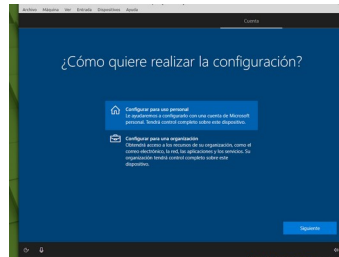 Archivo Máquina Ver Entrada Dispositivos Ayuda
Cuenta
¿Cómo quiere realizar la configuración?
Configurar para uso personal
Le ayudaremos a configurarlo con una cuenta de Microsoft
personal. Tendrá control completo sobre este dispositivo.
Configurar para una organización
Obtendrá acceso a los recursos de su organización, como el
correo electrónico, la red, las aplicaciones y los servicios. Su
organización tendrá control completo sobre este
dispositivo.
Siguiente